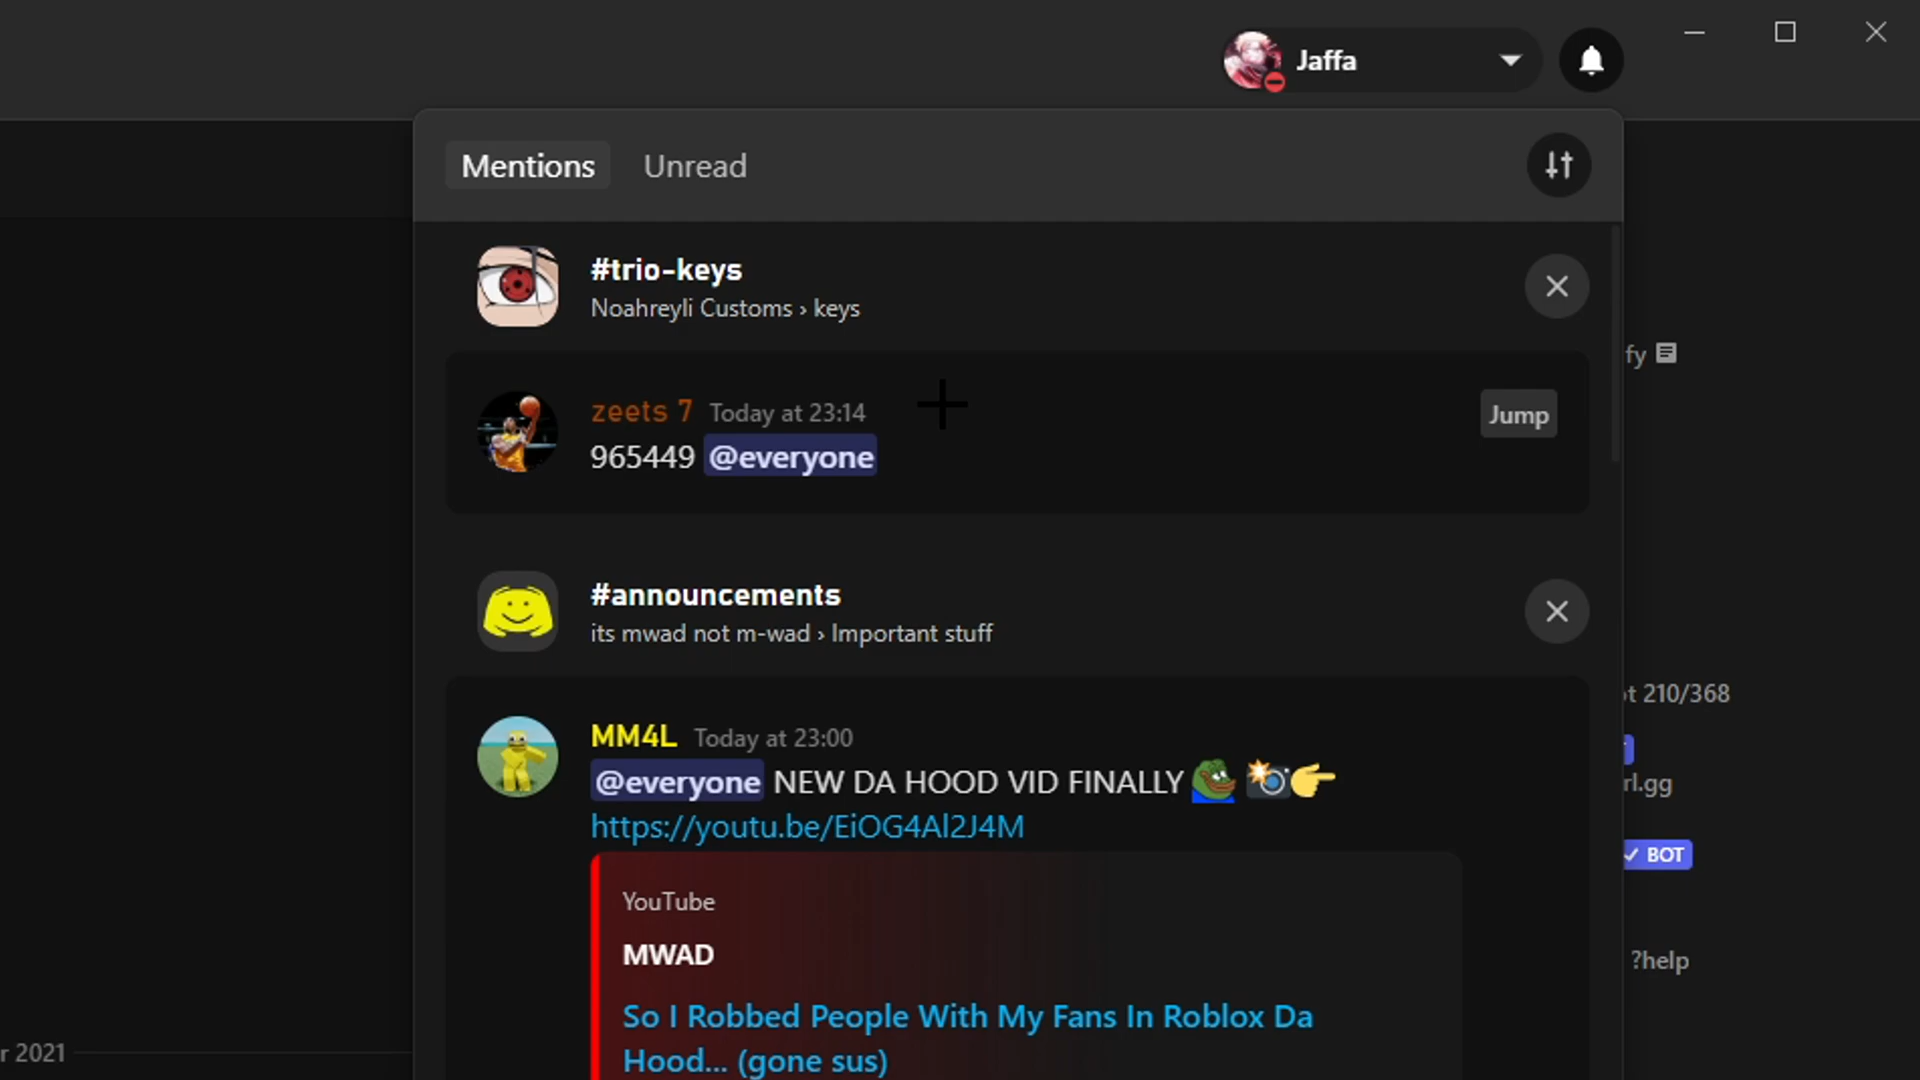 Jaffa
Mentions Unread
#trio-keys
Noahreyli Customs › keys
fy
zeets 7 Today at 23:14
Jump
965449 @everyone
#announcements
its mwad not m-wad › Important stuff
210/368
MM4L Today at 23:00
@everyone NEW DA HOOD VID FINALLY
rl.gg
https://youtu.be/EiOG4Al2J4M
BOT
YouTube
MWAD
?help
So I Robbed People With My Fans In Roblox Da
Hood... (gone sus)
r 2021